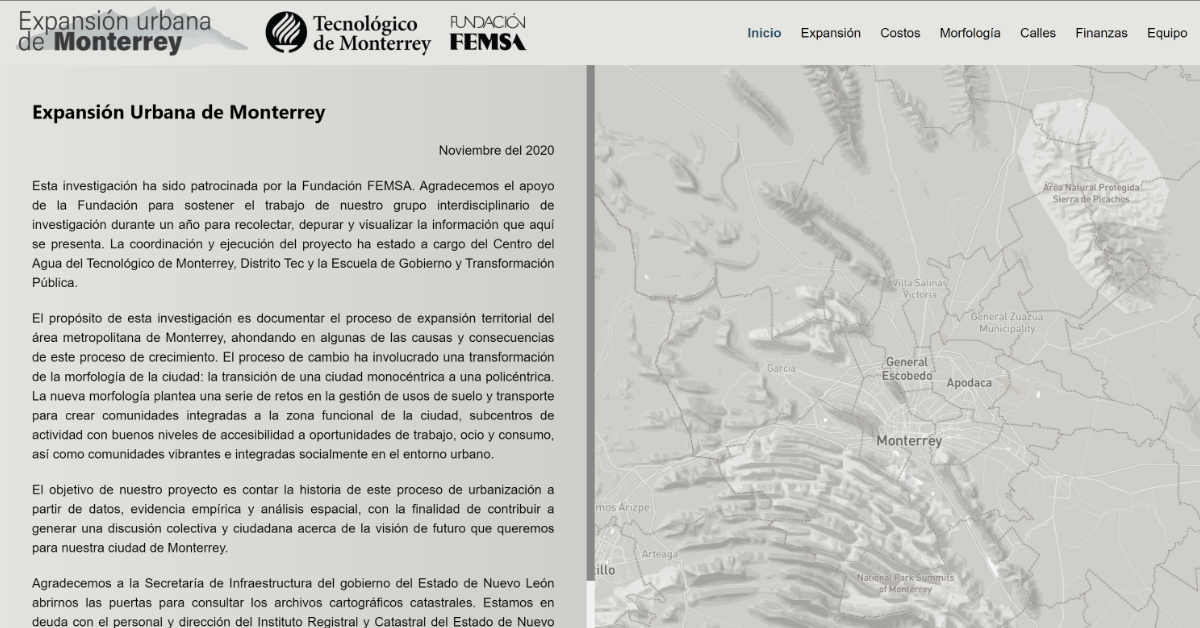 Expansión urbana
de Monterrey
Tecnológico
de Monterrey
FUNDACIÓN
FEMSA
Inicio Expansión Costos Morfología Calles Finanzas Equipo
Expansión Urbana de Monterrey
Noviembre del 2020
Esta investigación ha sido patrocinada por la Fundación FEMSA. Agradecemos el apoyo
de la Fundación para sostener el trabajo de nuestro grupo interdisciplinario de
investigación durante un año para recolectar, depurar y visualizar la información que aquí
se presenta. La coordinación y ejecución del proyecto ha estado a cargo del Centro del
Agua del Tecnológico de Monterrey, Distrito Tec y la Escuela de Gobierno y Transformación
Pública.
El propósito de esta investigación es documentar el proceso de expansión territorial del
área metropolitana de Monterrey, ahondando en algunas de las causas y consecuencias
de este proceso de crecimiento. El proceso de cambio ha involucrado una transformación
de la morfología de la ciudad: la transición de una ciudad monocéntrica a una policéntrica.
La nueva morfología plantea una serie de retos en la gestión de usos de suelo y transporte
para crear comunidades integradas a la zona funcional de la ciudad, subcentros de
actividad con buenos niveles de accesibilidad a oportunidades de trabajo, ocio y consumo,
así como comunidades vibrantes e integradas socialmente en el entorno urbano.
El objetivo de nuestro proyecto es contar la historia de este proceso de urbanización a
partir de datos, evidencia empírica y análisis espacial, con la finalidad de contribuir a
generar una discusión colectiva y ciudadana acerca de la visión de futuro que queremos
para nuestra ciudad de Monterrey.
Agradecemos a la Secretaría de Infraestructura del gobierno del Estado de Nuevo León
abrirnos las puertas para consultar los archivos cartográficos catastrales. Estamos en
deuda con el personal y dirección del Instituto Registral y Catastral del Estado de Nuevo
Área Natural Protegida
Sierra de Picachos
Villa Salinas
Victoria
General Zuazua
Municipality
García
General
Escobedo
Apodaca
Monterrey
mos Arizpe
Arteaga
illo
National Park Summits
of Monterrey